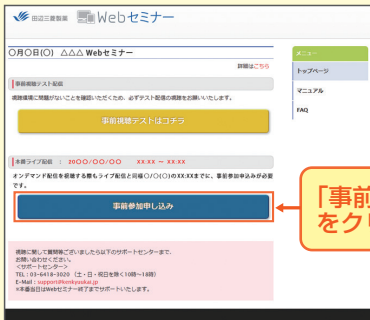 田辺三菱製薬 Webセミナー
〇月〇日(〇) △△△ Webセミナー
詳細はこちら
事前視聴テスト配信
視聴環境に問題がないことを確認いただくため、必ずテスト配信の視聴をお願いいたします。
事前視聴テストはコチラ
本番ライブ配信 : 20〇〇/〇〇/〇〇 XX:XX ~ XX:XX
オンデマンド配信を視聴する際もライブ配信と同様〇/〇(〇)のXX:XXまでに、事前参加申込みが必要
です。
事前参加申し込み
視聴に関して質問等ございましたら以下のサポートセンターまで、
お問い合わせください。
<サポートセンター>
TEL:03-6418-3020 (土・日・祝日を除く10時~18時)
E-Mail:support@kenkyuukai.jp
※本番当日はWebセミナー終了までサポートいたします。
メニュー
トップページ
マニュアル
FAQ
「事前
をク